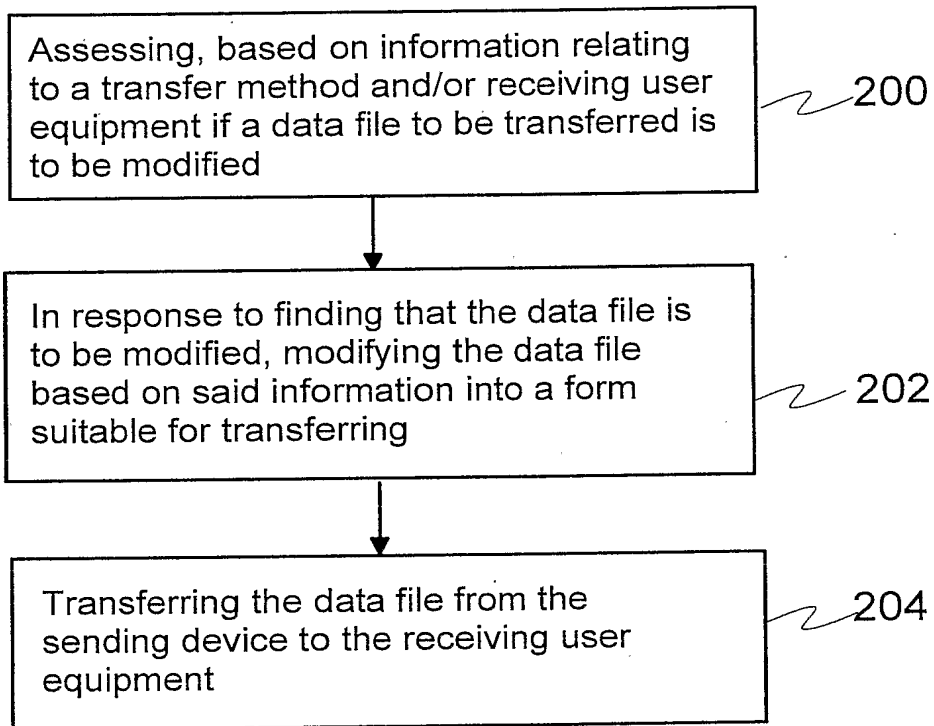 Assessing, based on information relating
to a transfer method and/or receiving user
equipment if a data file to be transferred is
to be modified
200
In response to finding that the data file is
to be modified, modifying the data file
based on said information into a form
suitable for transferring
202
Transferring the data file from the
sending device to the receiving user
equipment
204